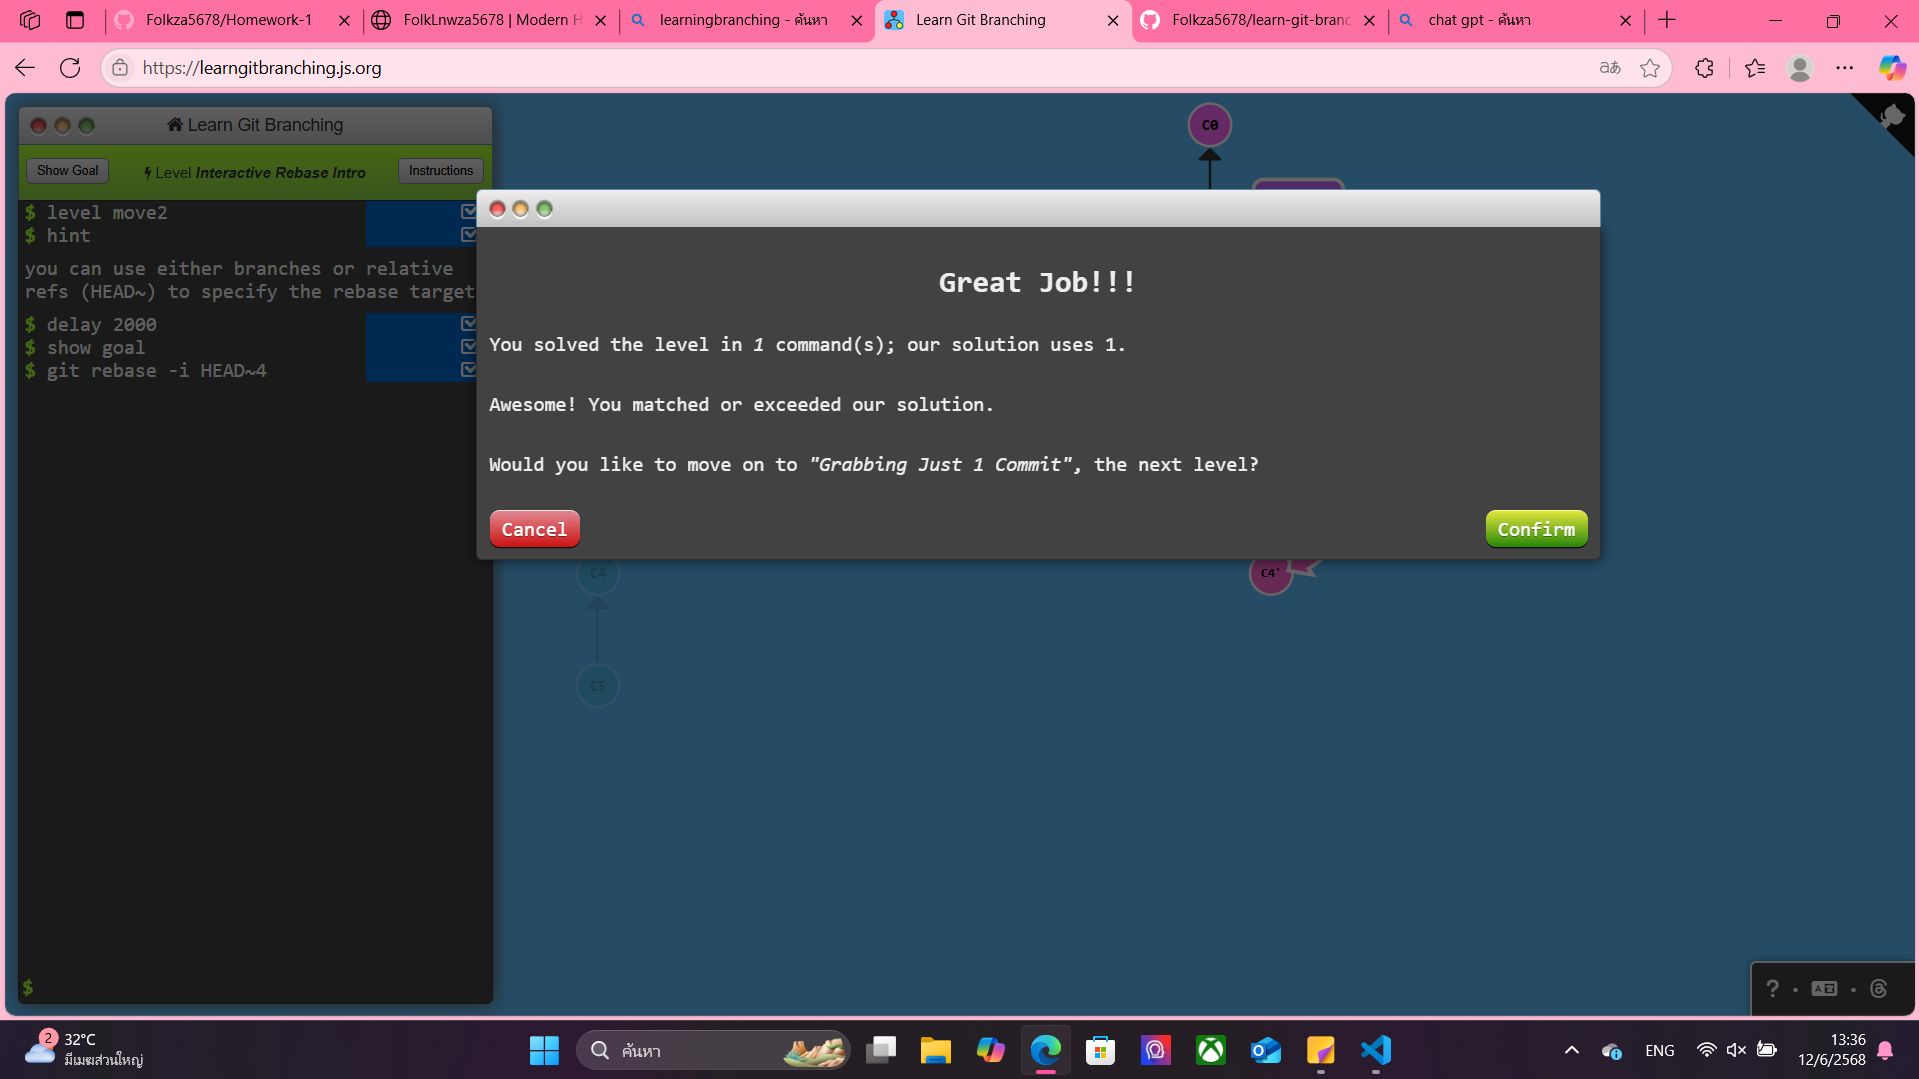 Folkza5678/Homework-1
FolkLnwza5678 | Modern H
learningbranching - ค้นหา
Learn Git Branching
Folkza5678/learn-git-branc
chat gpt - ค้นหา
https://learngitbranching.js.org
Learn Git Branching
Show Goal
Level Interactive Rebase Intro
Instructions
$ level move2
$ hint
you can use either branches or relative
refs (HEAD~) to specify the rebase target
$ delay 2000
$ show goal
$ git rebase -i HEAD~4
$
C0
Great Job!!!
You solved the level in 1 command(s); our solution uses 1.
Awesome! You matched or exceeded our solution.
Would you like to move on to "Grabbing Just 1 Commit", the next level?
Cancel
Confirm
C4
C4'
C5
?
2
32°C
มีเมฆส่วนใหญ่
ค้นหา
ENG
13:36
12/6/2568